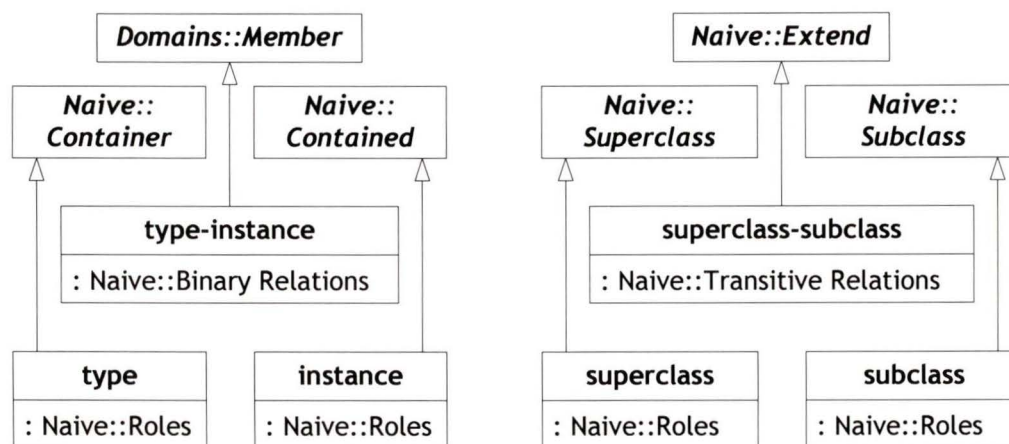 Domains::Member
Naive::Extend
Naive::
Container
Naive::
Contained
Naive::
Superclass
Naive::
Subclass
type-instance
: Naive::Binary Relations
superclass-subclass
: Naive::Transitive Relations
type
: Naive::Roles
instance
: Naive::Roles
superclass
: Naive::Roles
subclass
: Naive::Roles